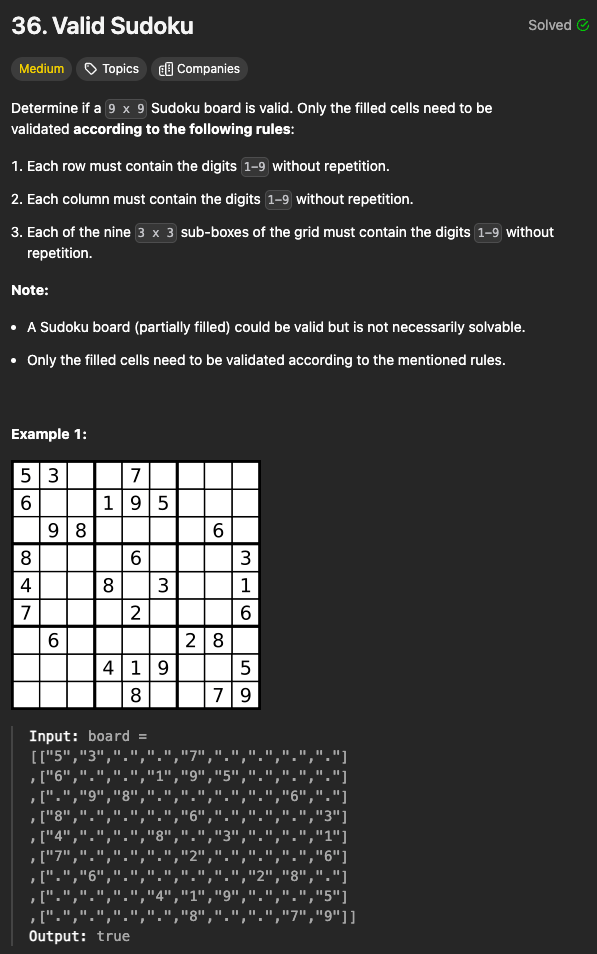 36. Valid Sudoku
Solved
Medium Topics Companies
Determine if a 9 x 9 Sudoku board is valid. Only the filled cells need to be
validated according to the following rules:
1. Each row must contain the digits 1-9 without repetition.
2. Each column must contain the digits 1-9 without repetition.
3. Each of the nine 3 x 3 sub-boxes of the grid must contain the digits 1-9 without
repetition.
Note:
• A Sudoku board (partially filled) could be valid but is not necessarily solvable.
• Only the filled cells need to be validated according to the mentioned rules.
Example 1:
5 3 7
6 1 9 5
9 8 6
8 6 3
4 8 3 1
7 2 6
6 2 8
4 1 9 5
8 7 9
Input: board =
[["5","3",".",".","7",".",".",".","."]
,["6",".",".","1","9","5",".",".","."]
,[".","9","8",".",".",".",".","6","."]
,["8",".",".",".","6",".",".",".","3"]
,["4",".",".","8",".","3",".",".","1"]
,["7",".",".",".","2",".",".",".","6"]
,[".","6",".",".",".",".","2","8","."]
,[".",".",".","4","1","9",".",".","5"]
,[".",".",".",".","8",".",".","7","9"]]
Output: true